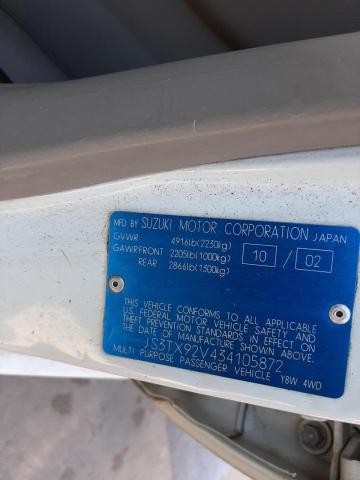 MFD BY SUZUKI MOTOR CORPORATION JAPAN
GVWR 4916lb(2230kg)
GAWRFRONT 2205lb(1000kg) 10 / 02
REAR 2866lb(1300kg)
THIS VEHICLE CONFORMS TO ALL APPLICABLE
U.S. FEDERAL MOTOR VEHICLE SAFETY AND
THEFT PREVENTION STANDARDS IN EFFECT ON
THE DATE OF MANUFACTURE SHOWN ABOVE.
JS3TX92V434105872
MULTI PURPOSE PASSENGER VEHICLE Y8W 4WD